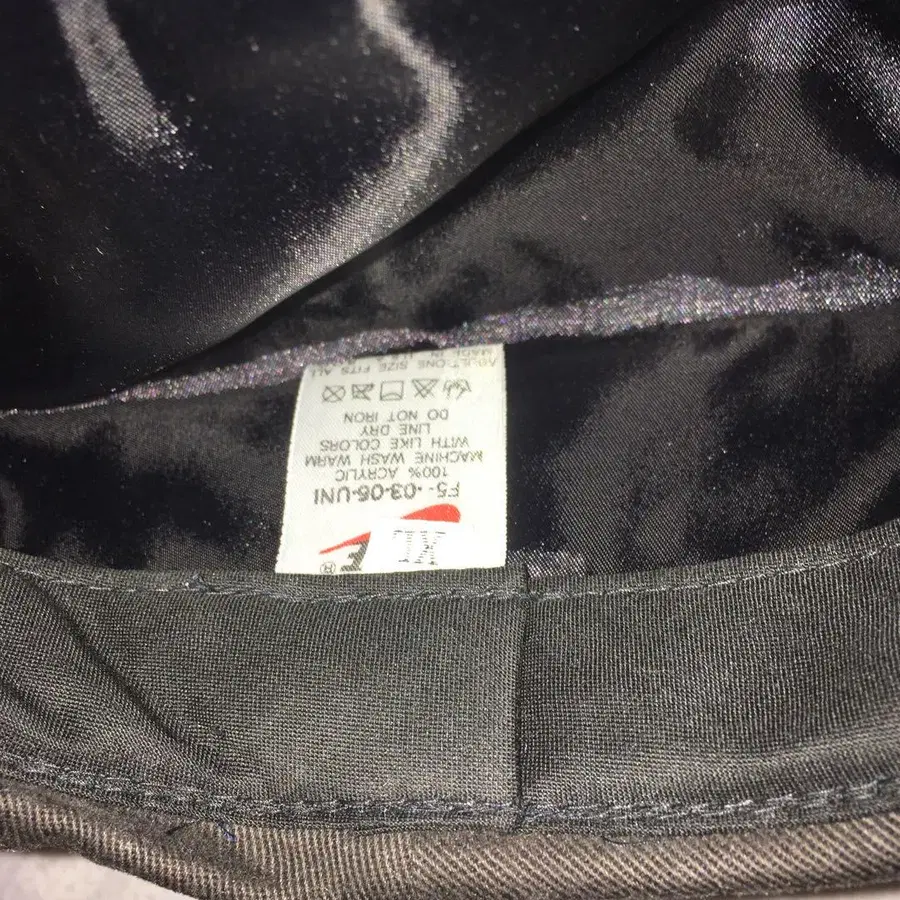 E®
XL
F5-03-06-UNI
100% ACRYLIC
MACHINE WASH WARM
WITH LIKE COLORS
LINE DRY
DO NOT IRON
ADULT/ONE SIZE FITS ALL
MADE IN